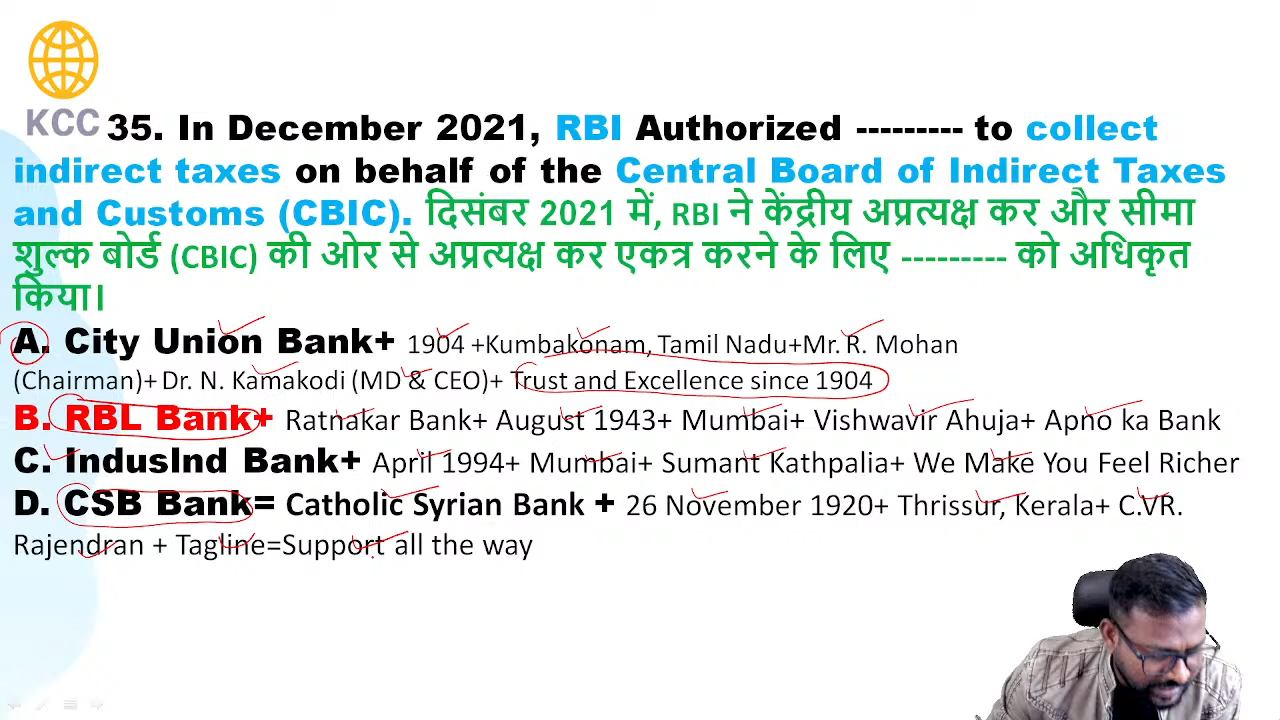 KCC 35. In December 2021, RBI Authorized --------- to collect
indirect taxes on behalf of the Central Board of Indirect Taxes
and Customs (CBIC). दिसंबर 2021 में, RBI ने केंद्रीय अप्रत्यक्ष कर और सीमा
शुल्क बोर्ड (CBIC) की ओर से अप्रत्यक्ष कर एकत्र करने के लिए --------- को अधिकृत
किया।
A. City Union Bank+ 1904 +Kumbakonam, Tamil Nadu+Mr. R. Mohan
(Chairman)+ Dr. N. Kamakodi (MD & CEO)+ Trust and Excellence since 1904
B. RBL Bank+ Ratnakar Bank+ August 1943+ Mumbai+ Vishwavir Ahuja+ Apno ka Bank
C. IndusInd Bank+ April 1994+ Mumbai+ Sumant Kathpalia+ We Make You Feel Richer
D. CSB Bank= Catholic Syrian Bank + 26 November 1920+ Thrissur, Kerala+ C.VR.
Rajendran + Tagline=Support all the way